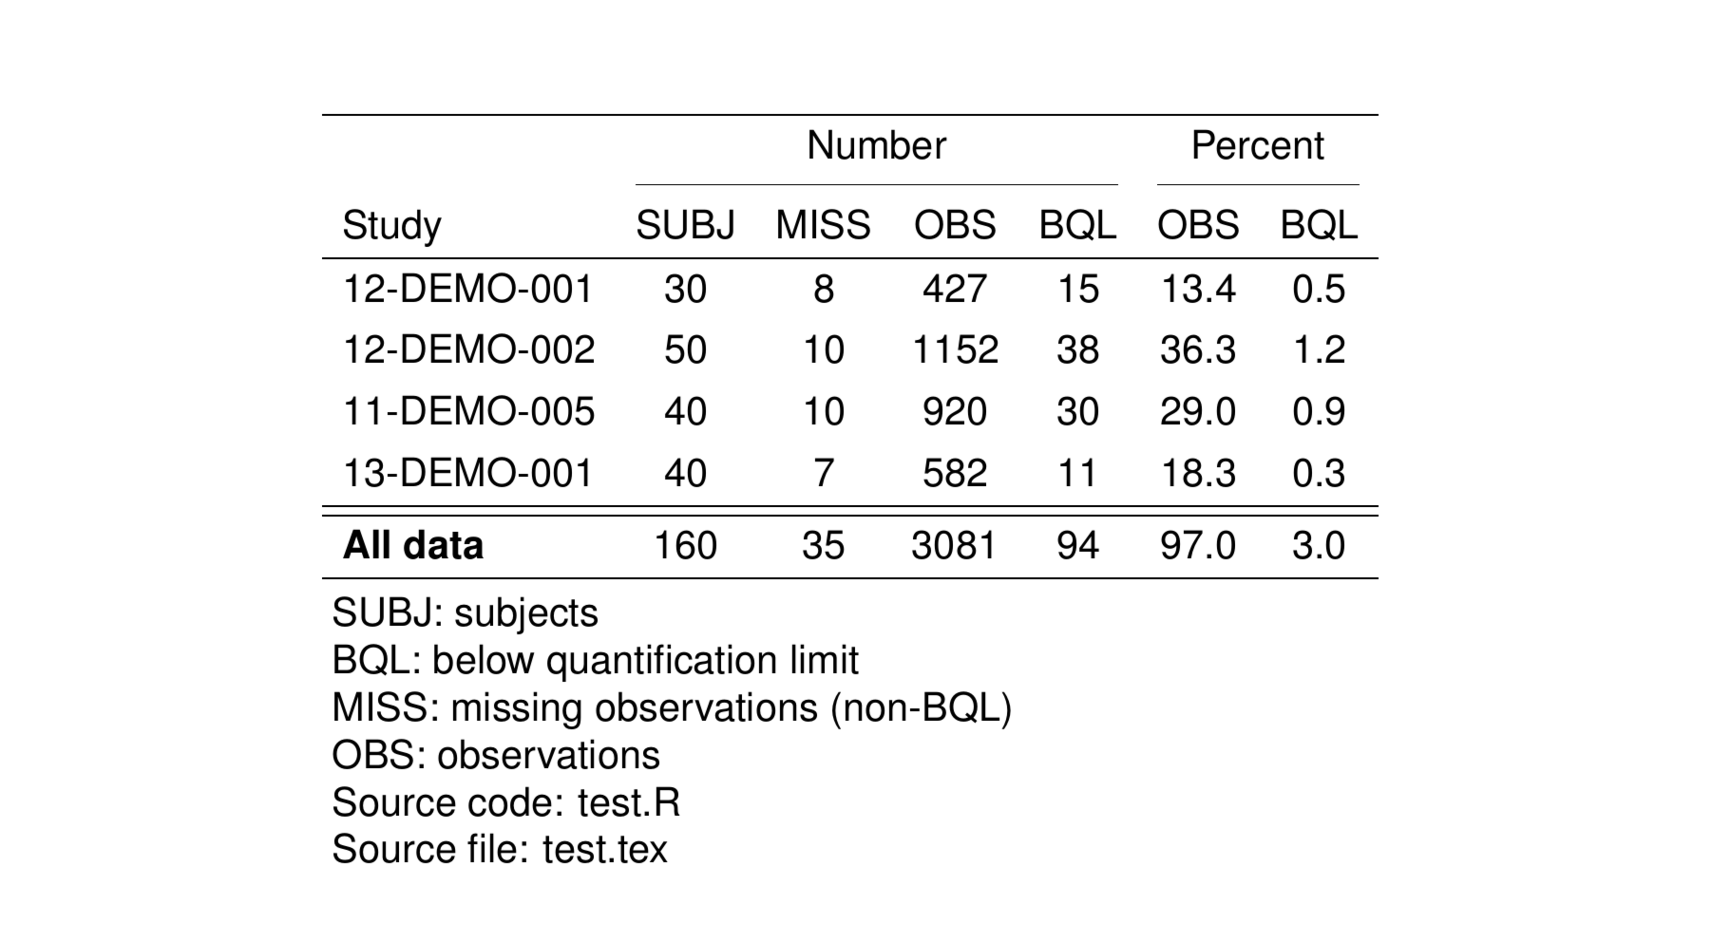 Number Percent
Study SUBJ MISS OBS BQL OBS BQL
12-DEMO-001 30 8 427 15 13.4 0.5
12-DEMO-002 50 10 1152 38 36.3 1.2
11-DEMO-005 40 10 920 30 29.0 0.9
13-DEMO-001 40 7 582 11 18.3 0.3
All data 160 35 3081 94 97.0 3.0
SUBJ: subjects
BQL: below quantification limit
MISS: missing observations (non-BQL)
OBS: observations
Source code: test.R
Source file: test.tex